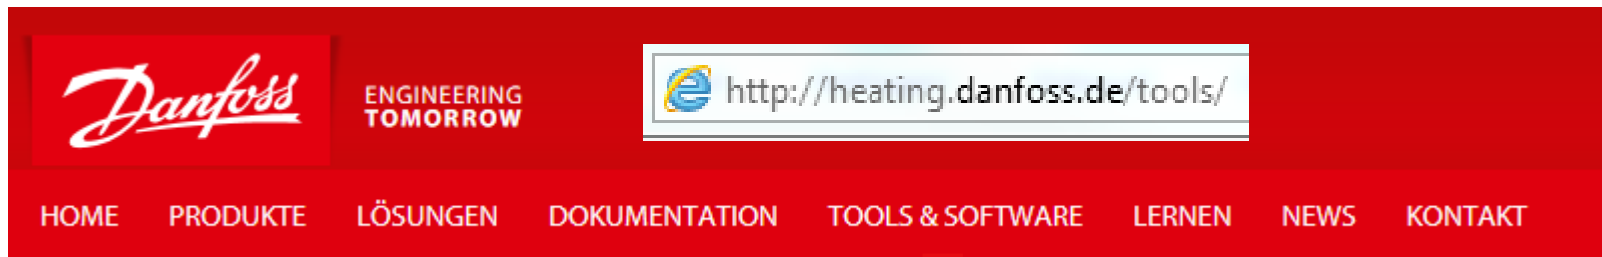 Danfoss
ENGINEERING
TOMORROW
http://heating.danfoss.de/tools/
HOME PRODUKTE LÖSUNGEN DOKUMENTATION TOOLS & SOFTWARE LERNEN NEWS KONTAKT